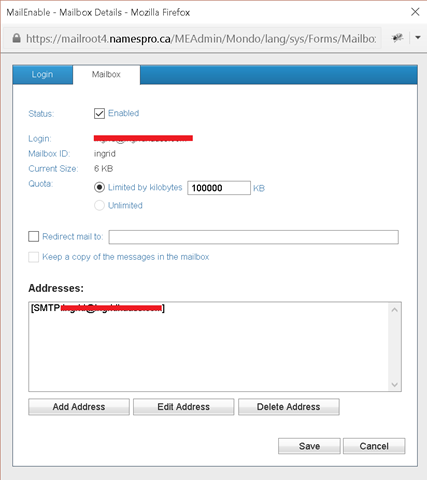 MailEnable - Mailbox Details - Mozilla Firefox
https://mailroot4.namespro.ca/MEAdmin/Mondo/lang/sys/Forms/Mailbo
Login Mailbox
Status: Enabled
Login:
Mailbox ID: ingrid
Current Size: 6 KB
Quota: Limited by kilobytes 100000 KB
Unlimited
Redirect mail to:
Keep a copy of the messages in the mailbox
Addresses:
[SMTP ]
Add Address Edit Address Delete Address
Save Cancel